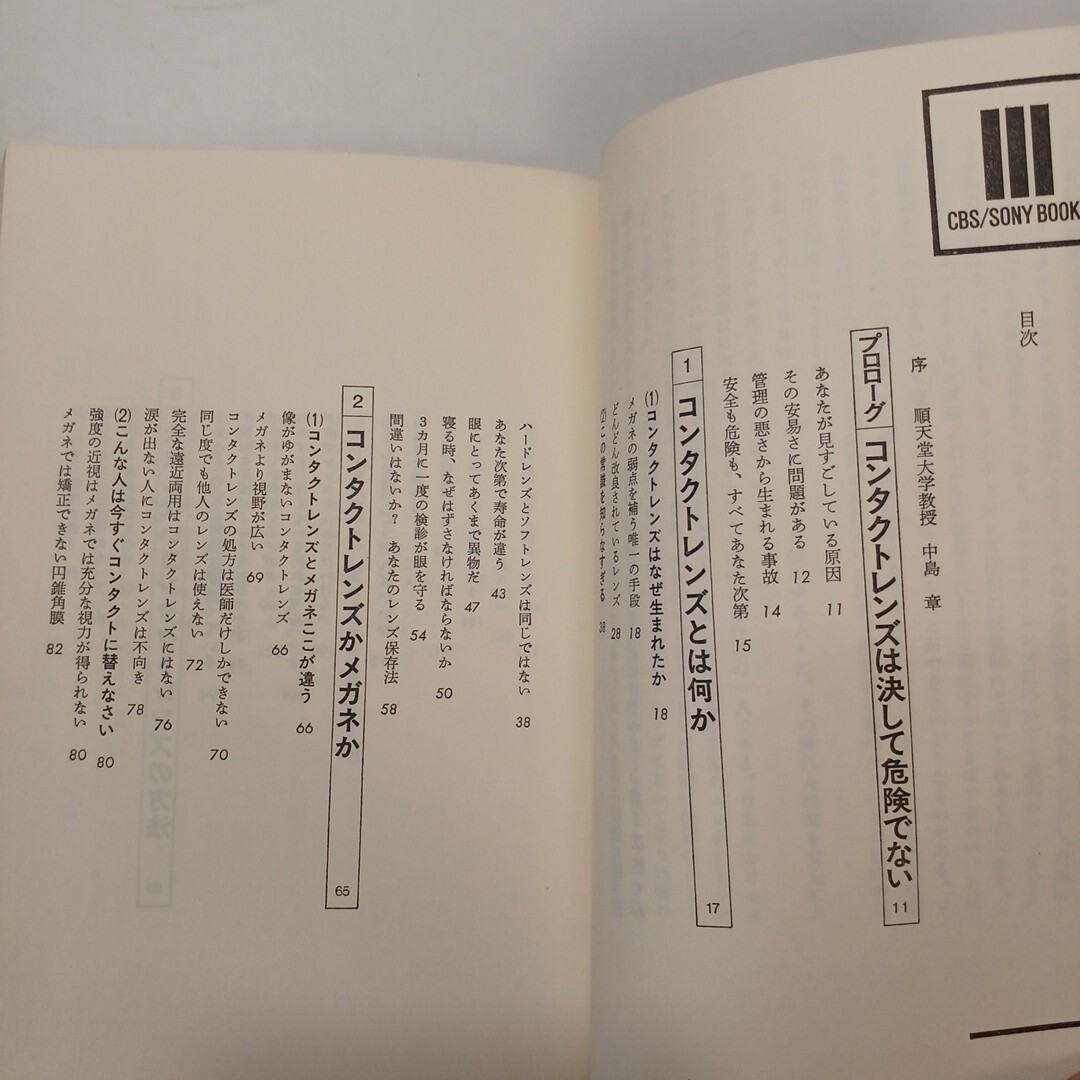 CBS/SONY BOOK
目次
序 順天堂大学教授 中島 章
プロローグ コンタクトレンズは決して危険でない 11
あなたが見すごしている原因 11
その安易さに問題がある 12
管理の悪さから生まれる事故 14
安全も危険も、すべてあなた次第 15
1 コンタクトレンズとは何か 17
(1)コンタクトレンズはなぜ生まれたか 18
メガネの弱点を補う唯一の手段 18
どんどん改良されているレンズ 28
(2)この常識を知らなすぎる 38
ハードレンズとソフトレンズは同じではない 38
あなた次第で寿命が違う 43
眼にとってあくまで異物だ 47
寝る時、なぜはずさなければならないか 50
3カ月に一度の検診が眼を守る 54
間違いはないか? あなたのレンズ保存法 58
2 コンタクトレンズかメガネか 65
(1)コンタクトレンズとメガネここが違う 66
像がゆがまないコンタクトレンズ 66
メガネより視野が広い 69
コンタクトレンズの処方は医師だけしかできない 70
同じ度でも他人のレンズは使えない 72
完全な遠近両用はコンタクトレンズにはない 76
涙が出ない人にコンタクトレンズは不向き 78
(2)こんな人は今すぐコンタクトに替えなさい 80
強度の近視はメガネでは充分な視力が得られない 80
メガネでは矯正できない円錐角膜 82